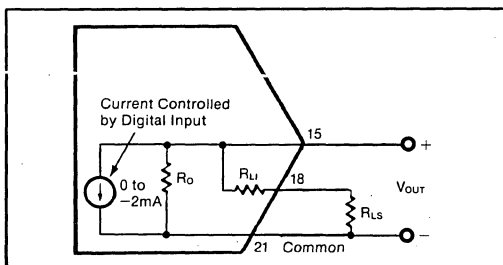 Current Controlled
by Digital Input
15
+
0 to
−2mA
RO
RLI
18
VOUT
RLS
21
Common
−